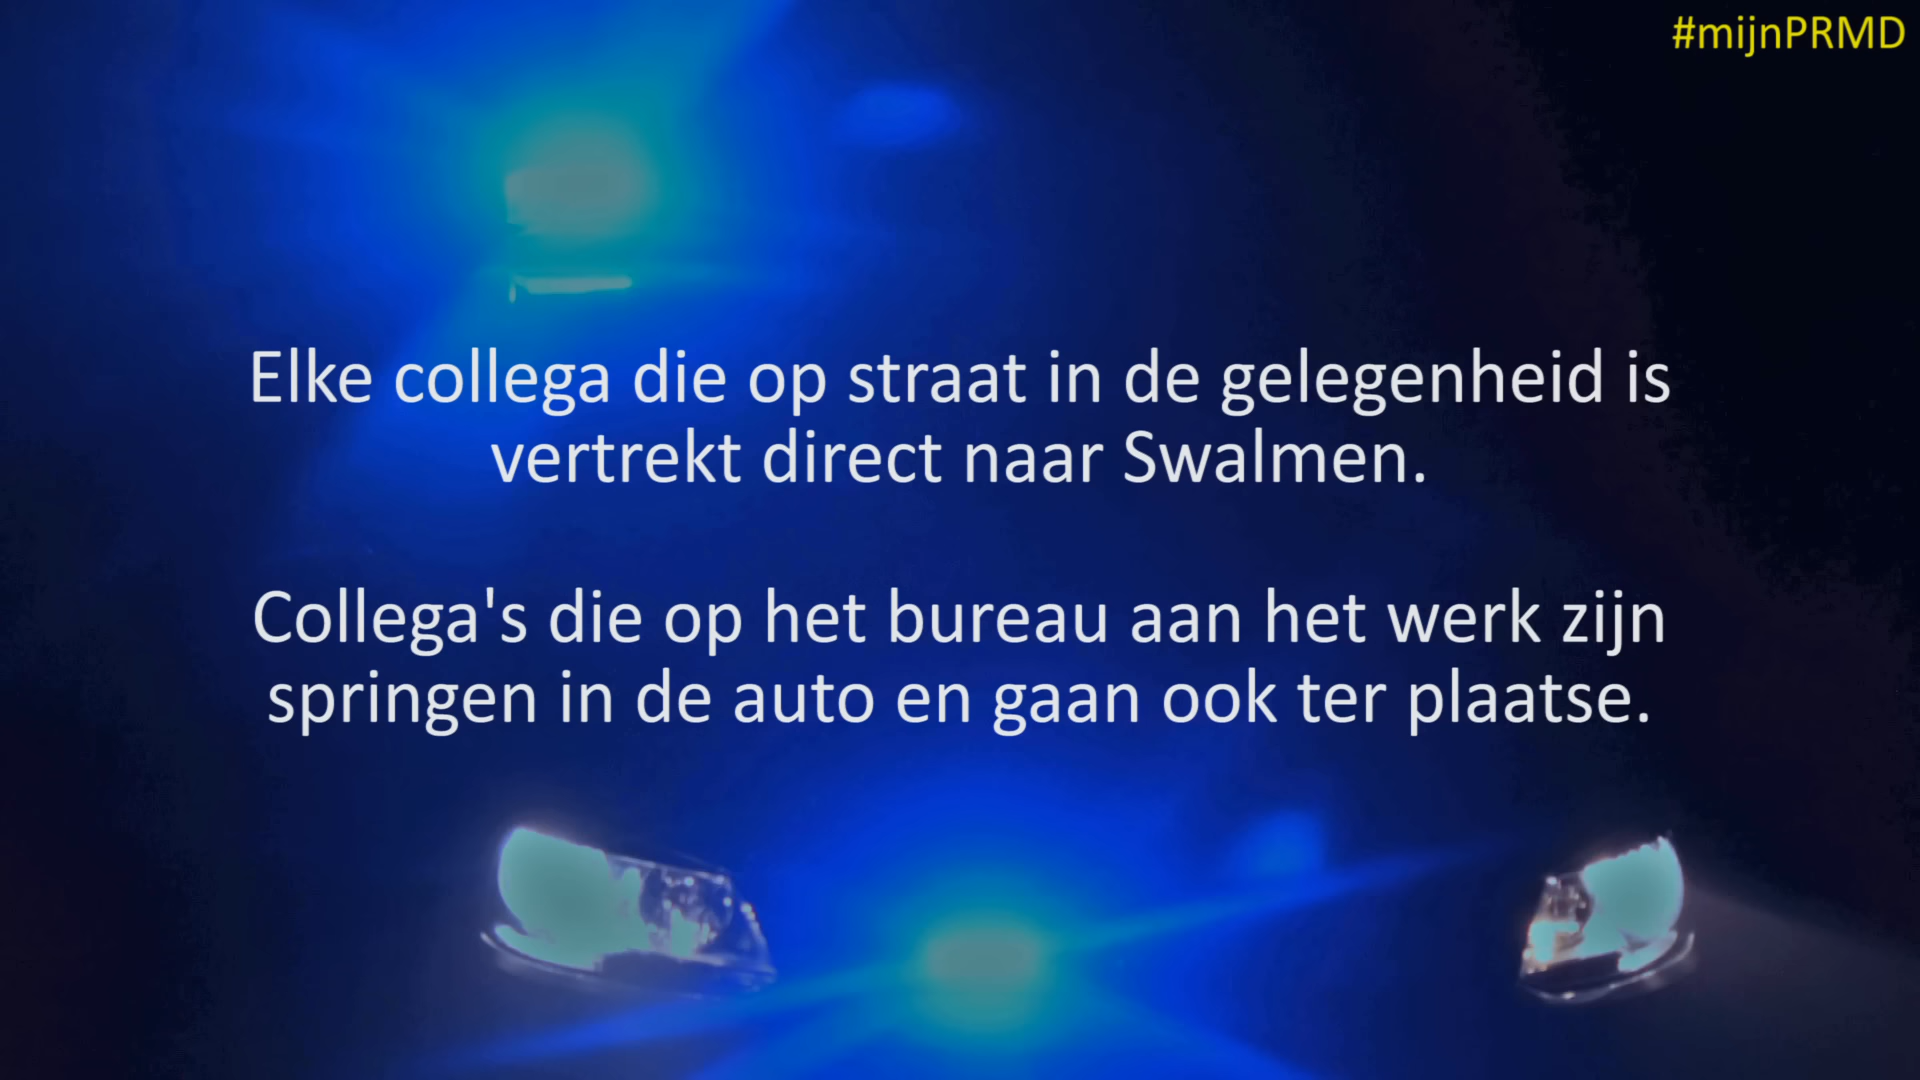 #mijnPRMD
Elke collega die op straat in de gelegenheid is
vertrekt direct naar Swalmen.
Collega's die op het bureau aan het werk zijn
springen in de auto en gaan ook ter plaatse.